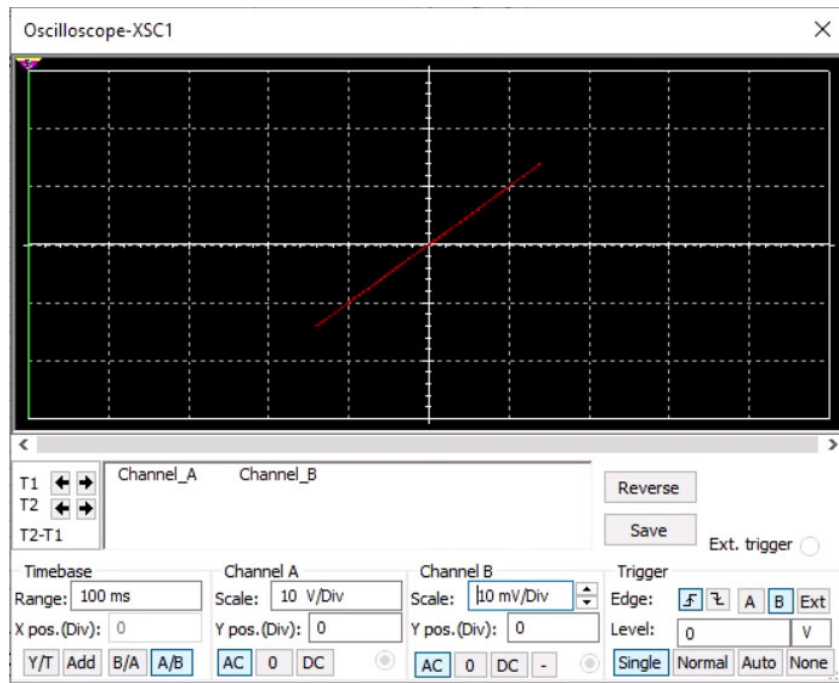 Oscilloscope-XSC1
Channel_A Channel_B
T1
T2
T2-T1
Reverse
Save
Ext. trigger
Timebase Channel A Channel B Trigger
Range: 100 ms Scale: 10 V/Div Scale: 10 mV/Div Edge: A B Ext
X pos.(Div): 0 Y pos.(Div): 0 Y pos.(Div): 0 Level: 0 V
Y/T Add B/A A/B AC 0 DC AC 0 DC - Single Normal Auto None